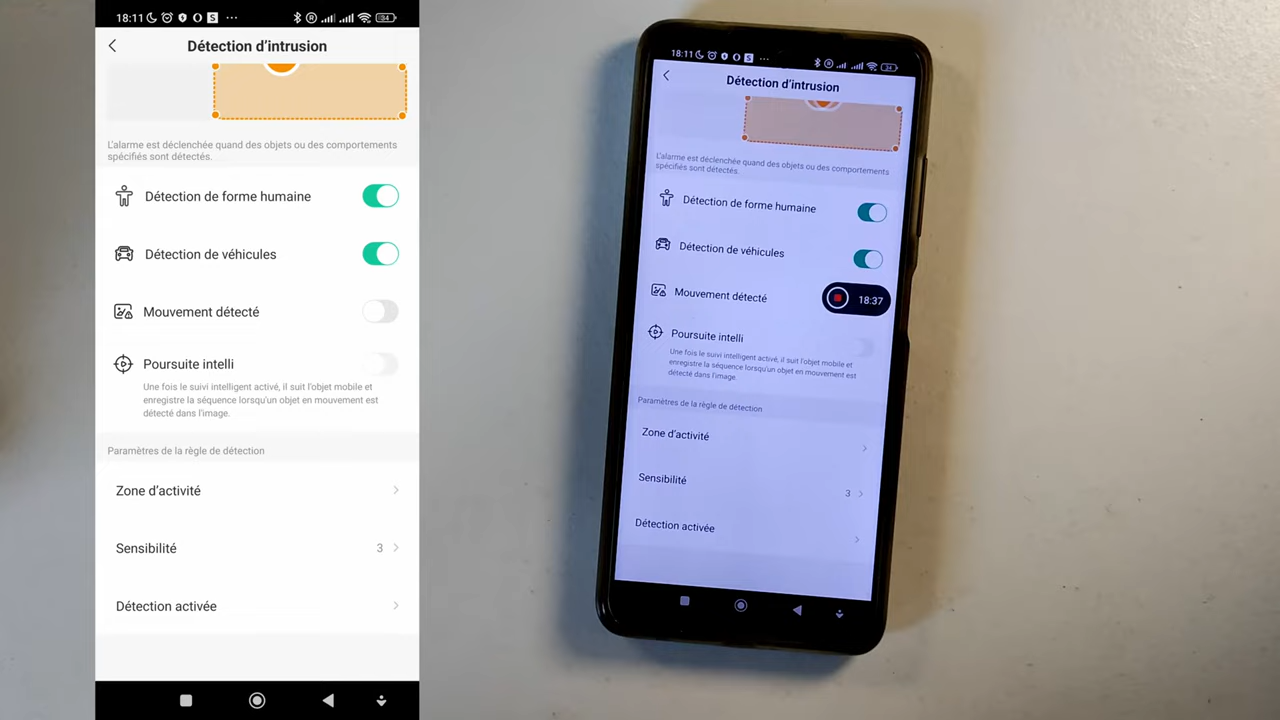 18:11
S
...
R
34
Détection d'intrusion
L'alarme est déclenchée quand des objets ou des comportements
spécifiés sont détectés.
Détection de forme humaine
Détection de véhicules
Mouvement détecté
Poursuite intelli
Une fois le suivi intelligent activé, il suit l'objet mobile et
enregistre la séquence lorsqu'un objet en mouvement est
détecté dans l'image.
Paramètres de la règle de détection
Zone d'activité
Sensibilité
3
Détection activée
18:11
S
...
R
34
Détection d'intrusion
L'alarme est déclenchée quand des objets ou des comportements
spécifiés sont détectés.
Détection de forme humaine
Détection de véhicules
Mouvement détecté
18:37
Poursuite intelli
Une fois le suivi intelligent activé, il suit l'objet mobile et
enregistre la séquence lorsqu'un objet en mouvement est
détecté dans l'image.
Paramètres de la règle de détection
Zone d'activité
Sensibilité
3
Détection activée